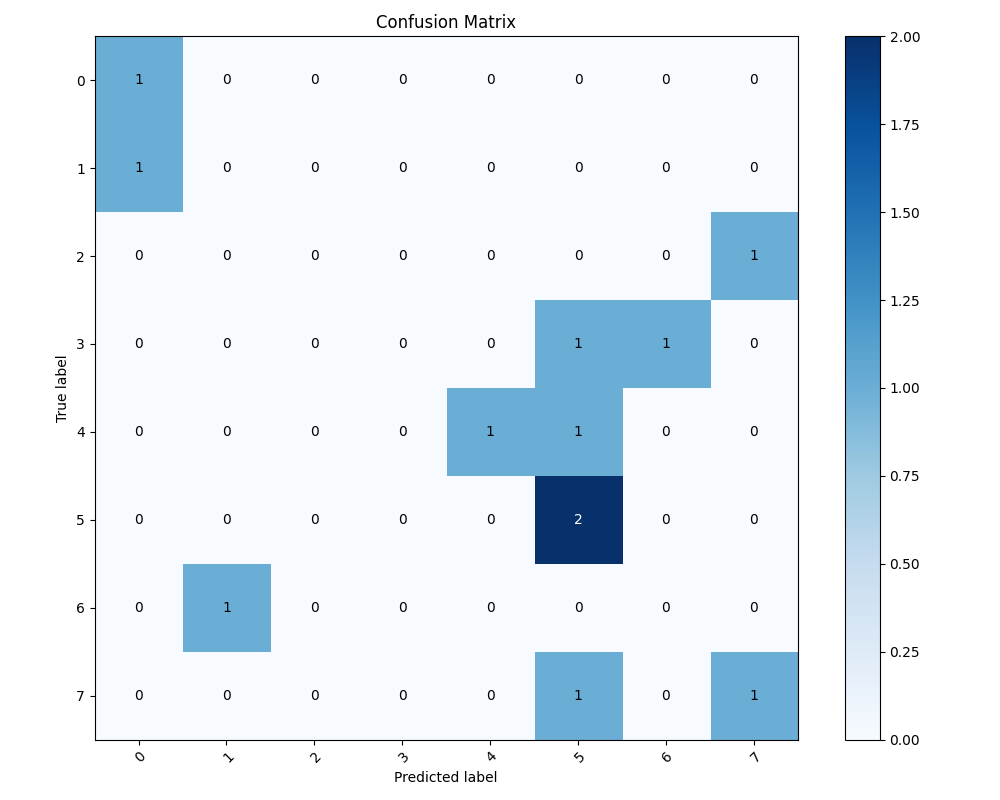 Confusion Matrix
True label
0 1 0 0 0 0 0 0 0
1 1 0 0 0 0 0 0 0
2 0 0 0 0 0 0 0 1
3 0 0 0 0 0 1 1 0
4 0 0 0 0 1 1 0 0
5 0 0 0 0 0 2 0 0
6 0 1 0 0 0 0 0 0
7 0 0 0 0 0 1 0 1
0 1 2 3 4 5 6 7
Predicted label
2.00
1.75
1.50
1.25
1.00
0.75
0.50
0.25
0.00